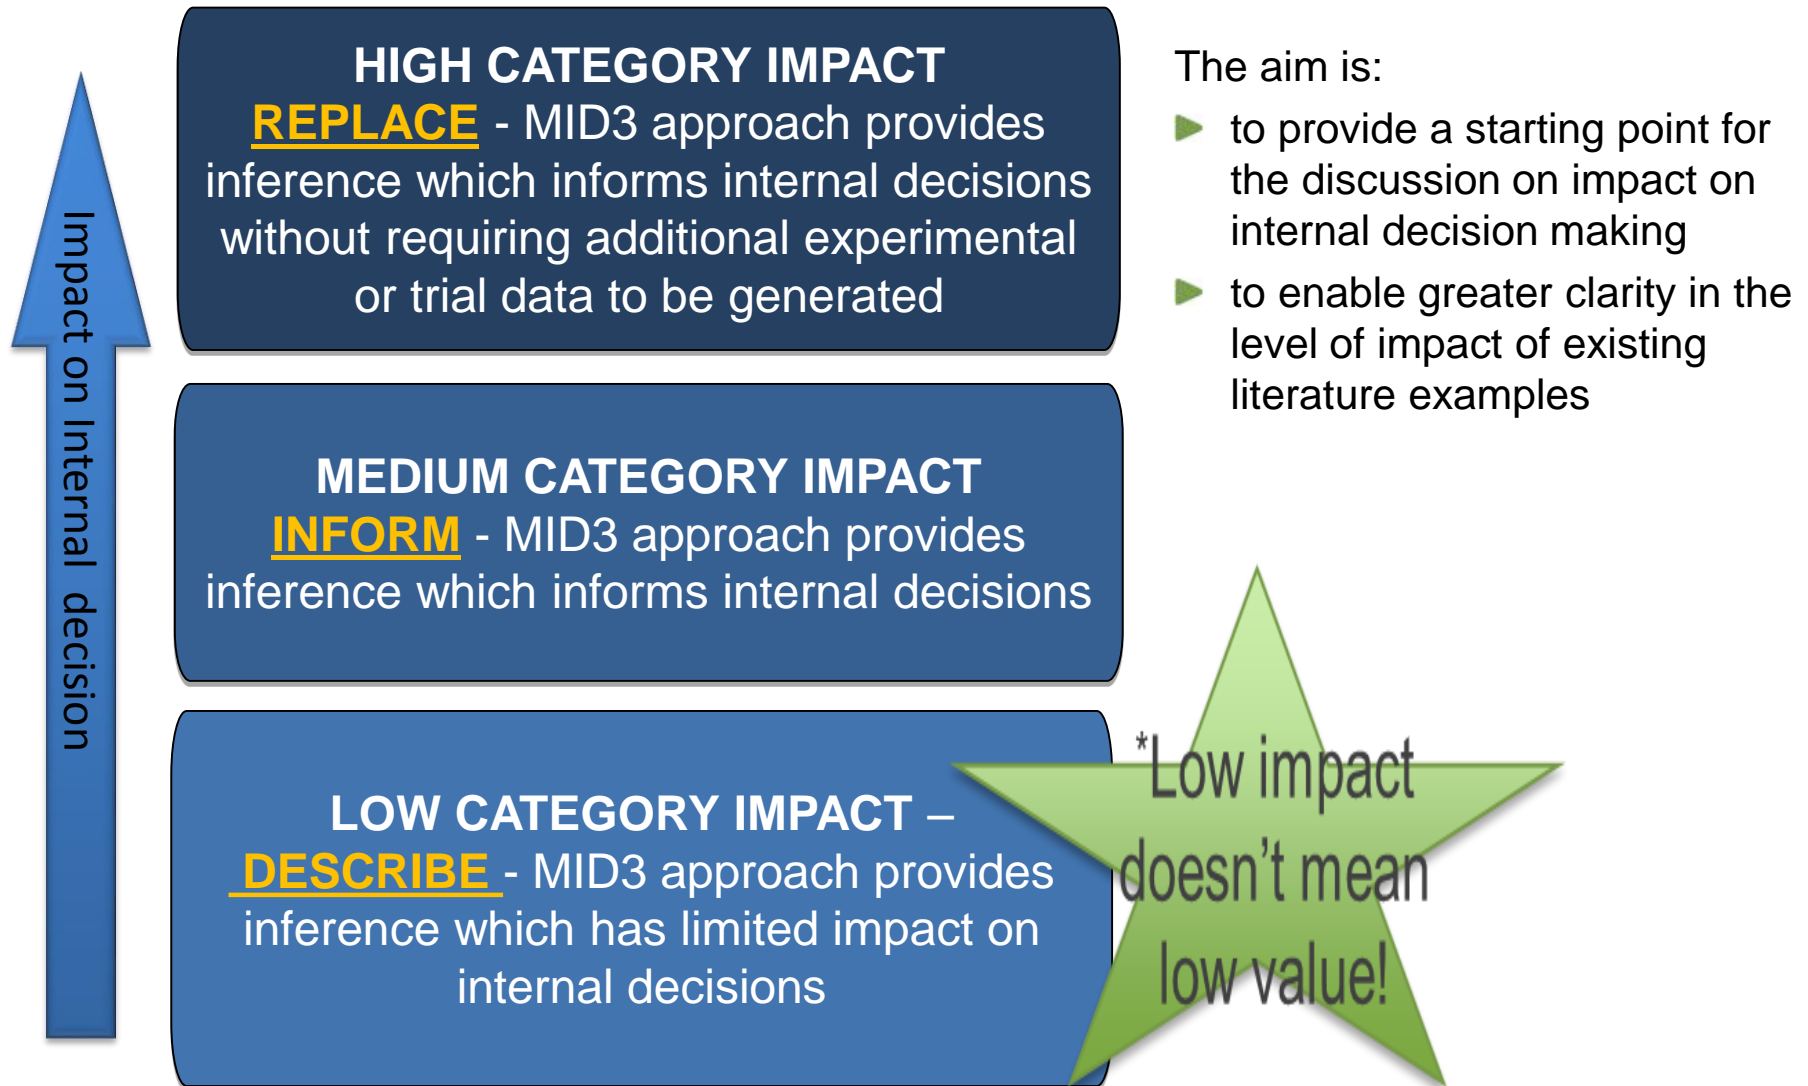 Impact on Internal decision
HIGH CATEGORY IMPACT
REPLACE - MID3 approach provides
inference which informs internal decisions
without requiring additional experimental
or trial data to be generated
MEDIUM CATEGORY IMPACT
INFORM - MID3 approach provides
inference which informs internal decisions
LOW CATEGORY IMPACT –
DESCRIBE - MID3 approach provides
inference which has limited impact on
internal decisions
The aim is:
to provide a starting point for
the discussion on impact on
internal decision making
to enable greater clarity in the
level of impact of existing
literature examples
*Low impact
doesn't mean
low value!